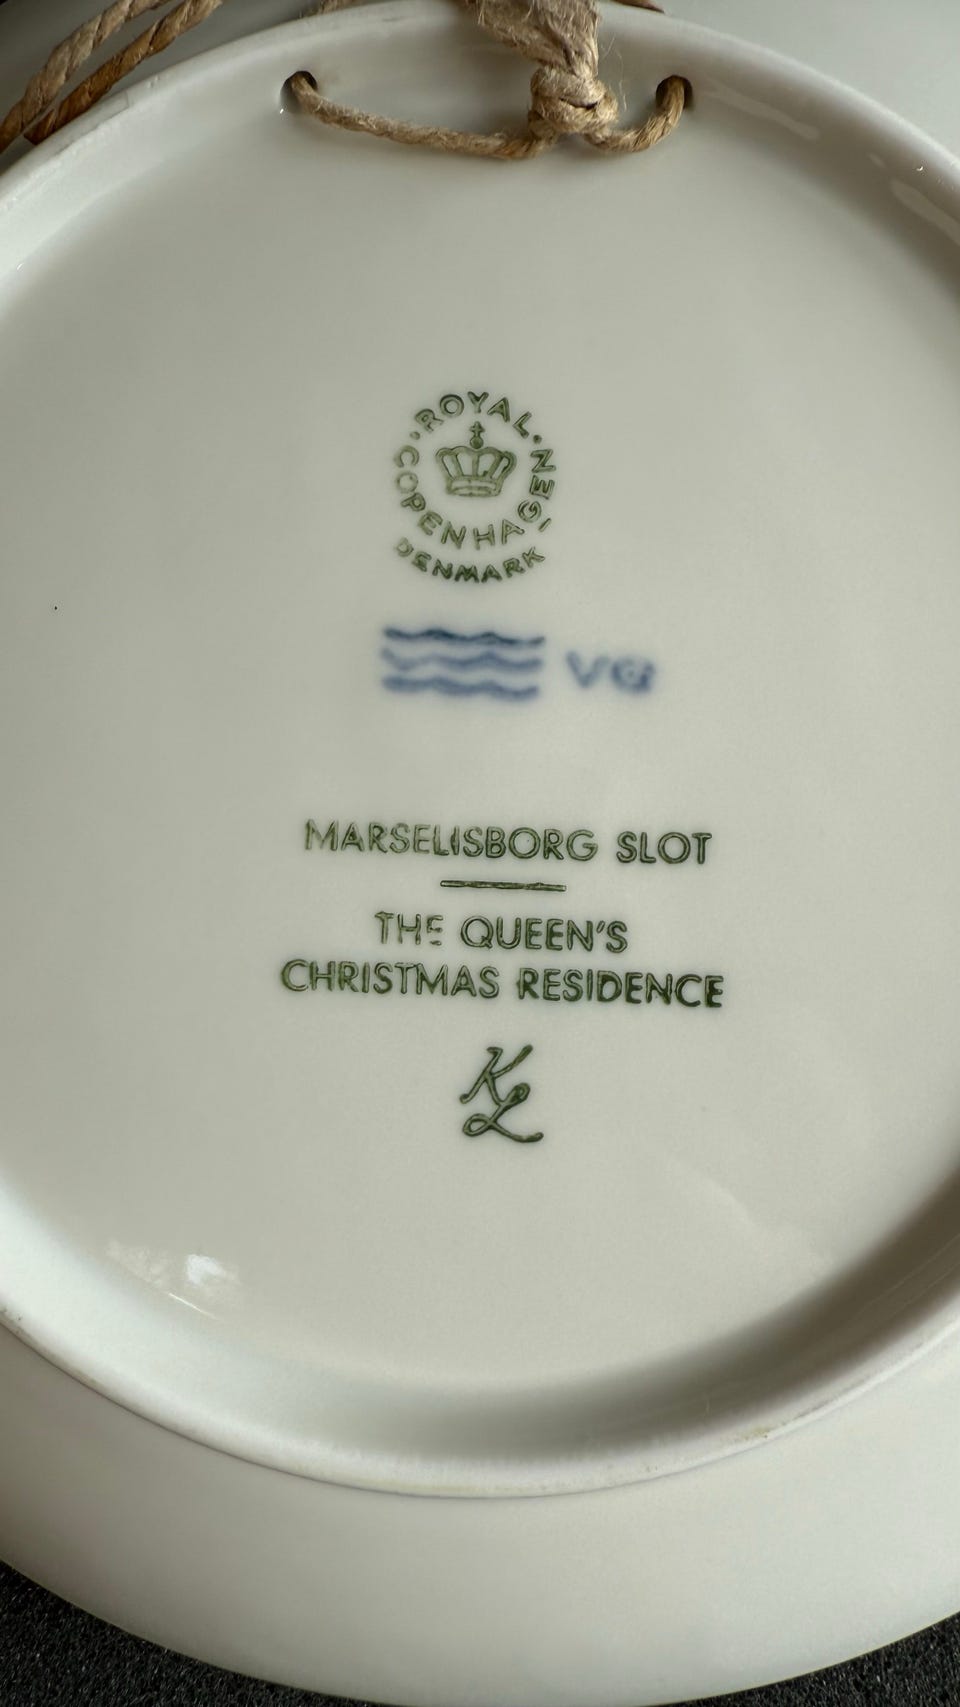 ROYAL
COPENHAGEN
DENMARK
VG
MARSELISBORG SLOT
THE QUEEN'S
CHRISTMAS RESIDENCE
KL